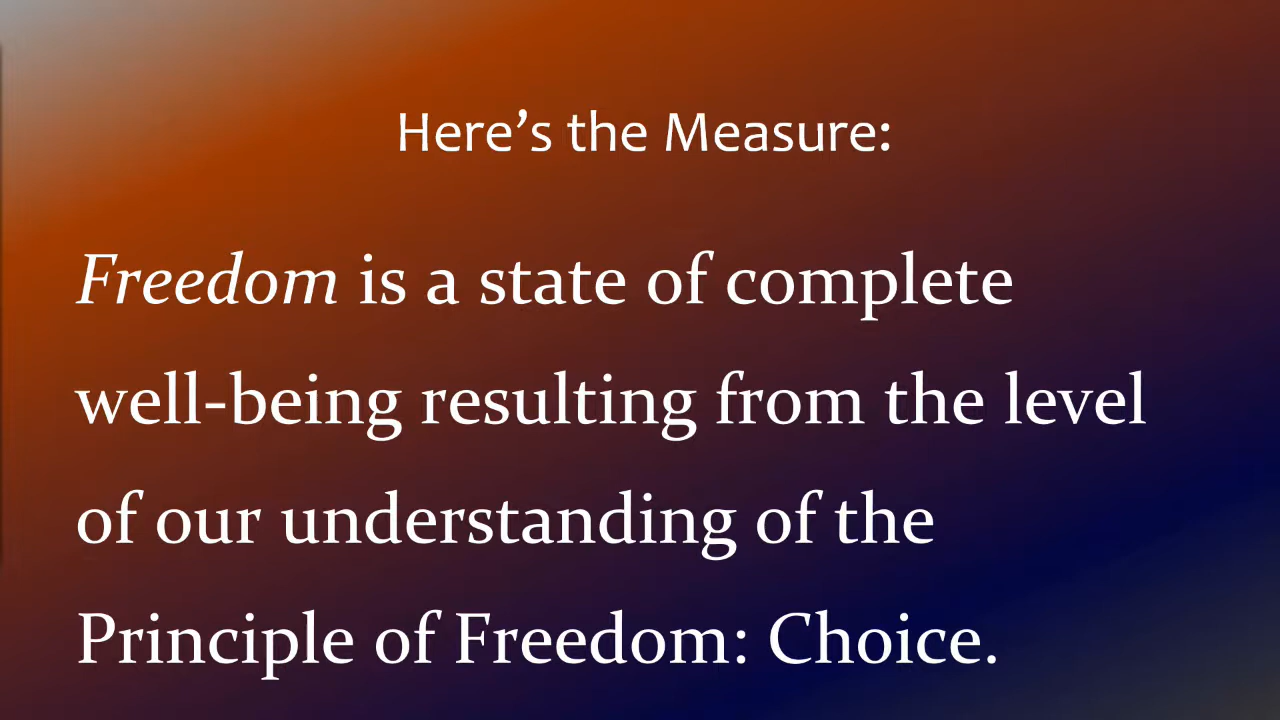 Here’s the Measure:
Freedom is a state of complete
well-being resulting from the level
of our understanding of the
Principle of Freedom: Choice.